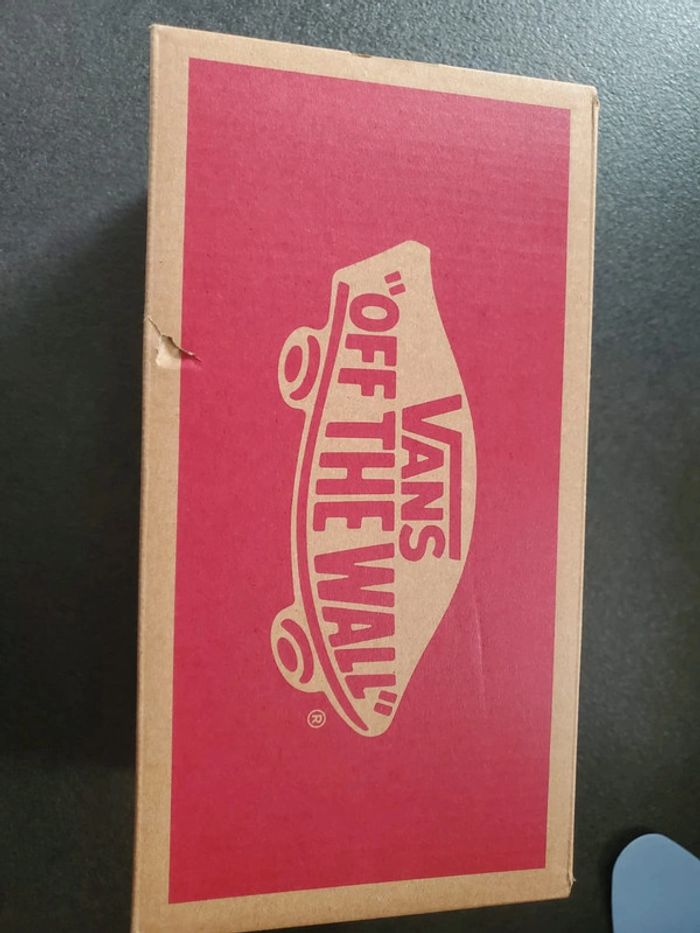 VANS
"OFF THE WALL"
®